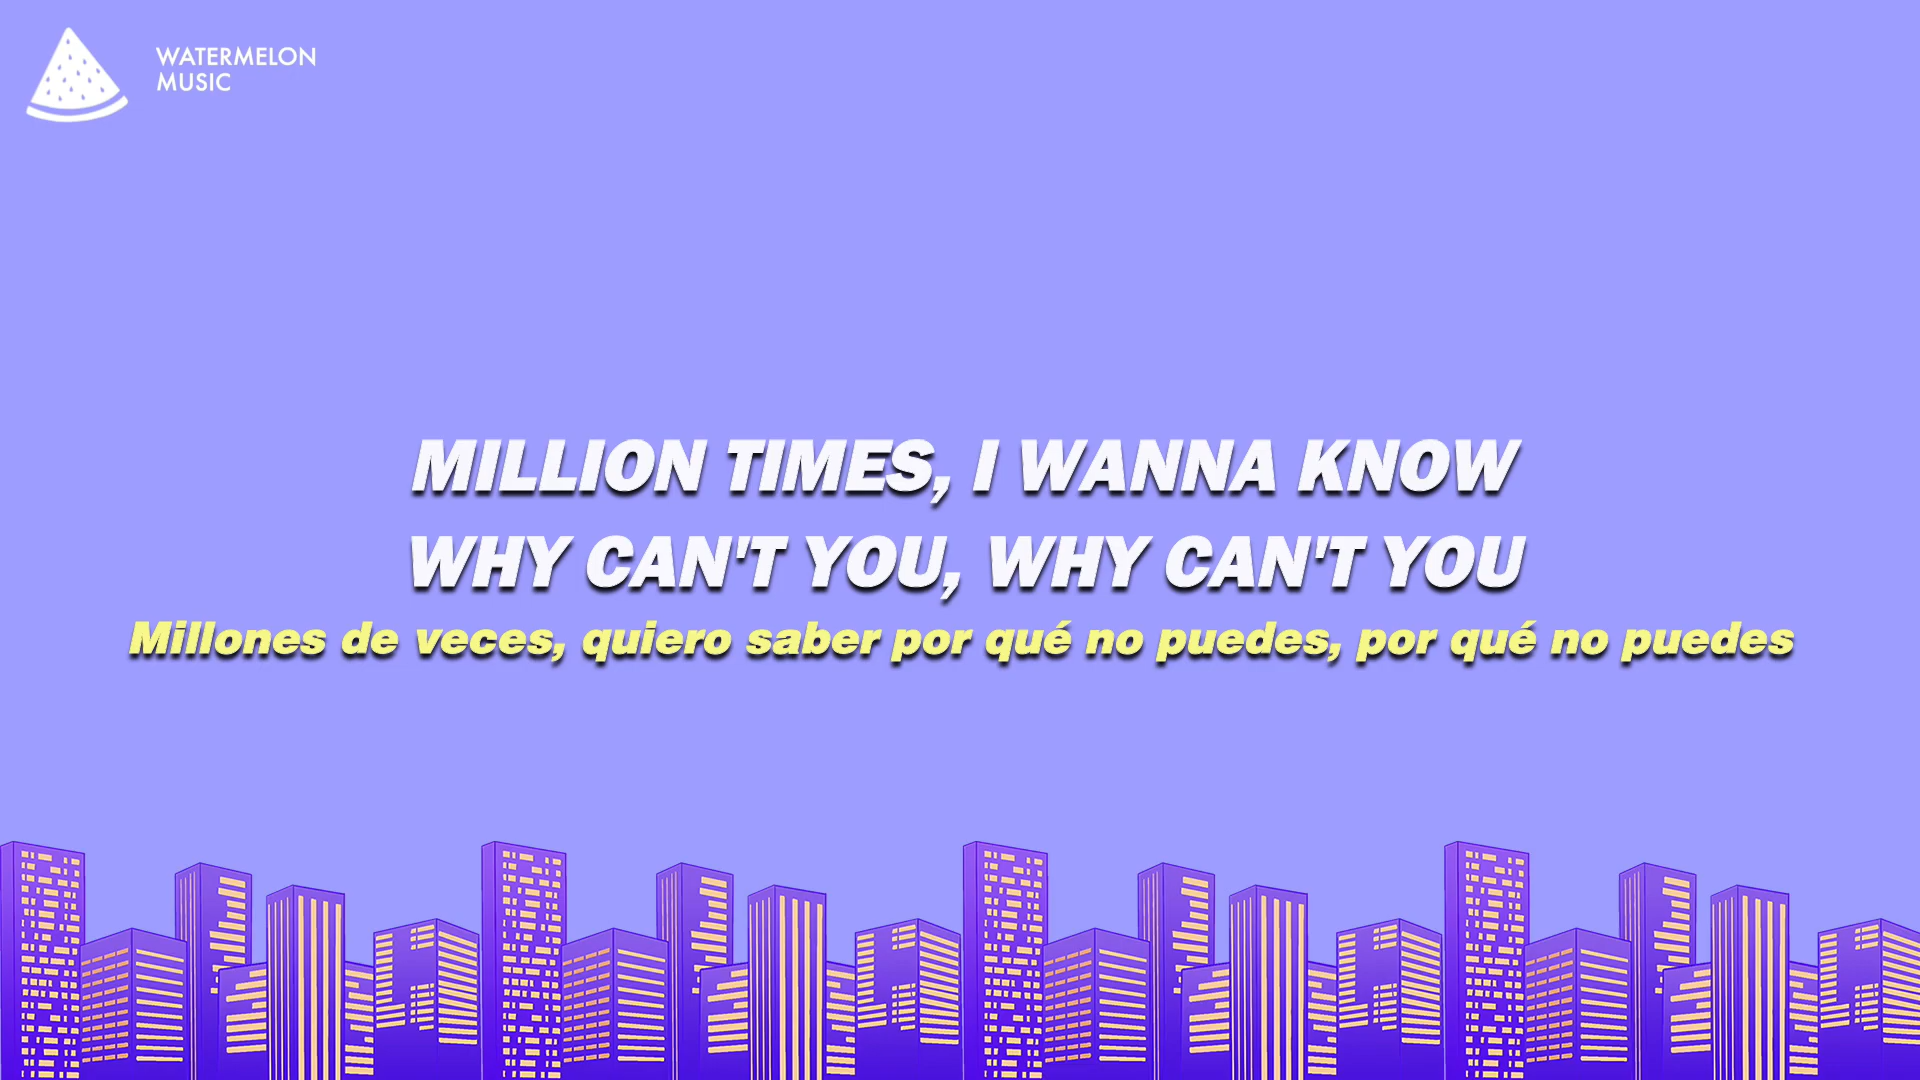 WATERMELON
MUSIC
MILLION TIMES, I WANNA KNOW
WHY CAN'T YOU, WHY CAN'T YOU
Millones de veces, quiero saber por qué no puedes, por qué no puedes